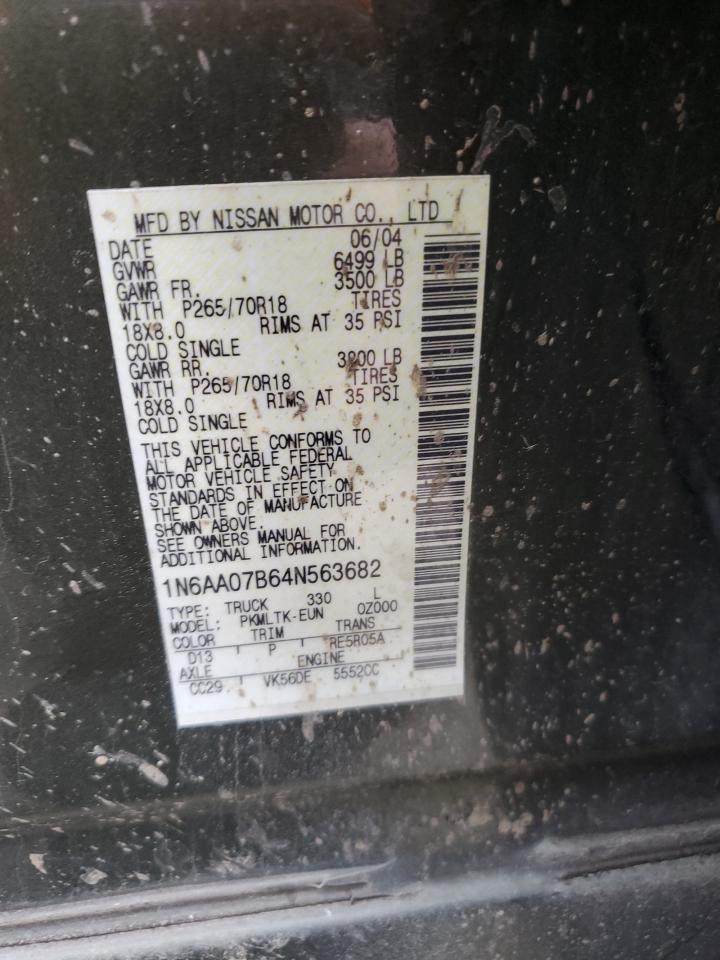 MFD BY NISSAN MOTOR CO., LTD
DATE 06/04
GVWR 6499 LB
GAWR FR. 3500 LB
WITH P265/70R18 TIRES
18X8.0 RIMS AT 35 PSI
COLD SINGLE
GAWR RR. 3800 LB
WITH P265/70R18 TIRES
18X8.0 RIMS AT 35 PSI
COLD SINGLE
THIS VEHICLE CONFORMS TO
ALL APPLICABLE FEDERAL
MOTOR VEHICLE SAFETY
STANDARDS IN EFFECT ON
THE DATE OF MANUFACTURE
SHOWN ABOVE.
SEE OWNERS MANUAL FOR
ADDITIONAL INFORMATION.
1N6AA07B64N563682
TYPE: TRUCK 330 L
MODEL: PKMLTK-EUN 0Z000
COLOR TRIM TRANS
D13 P RE5R05A
AXLE ENGINE
CC29 VK56DE 5552CC